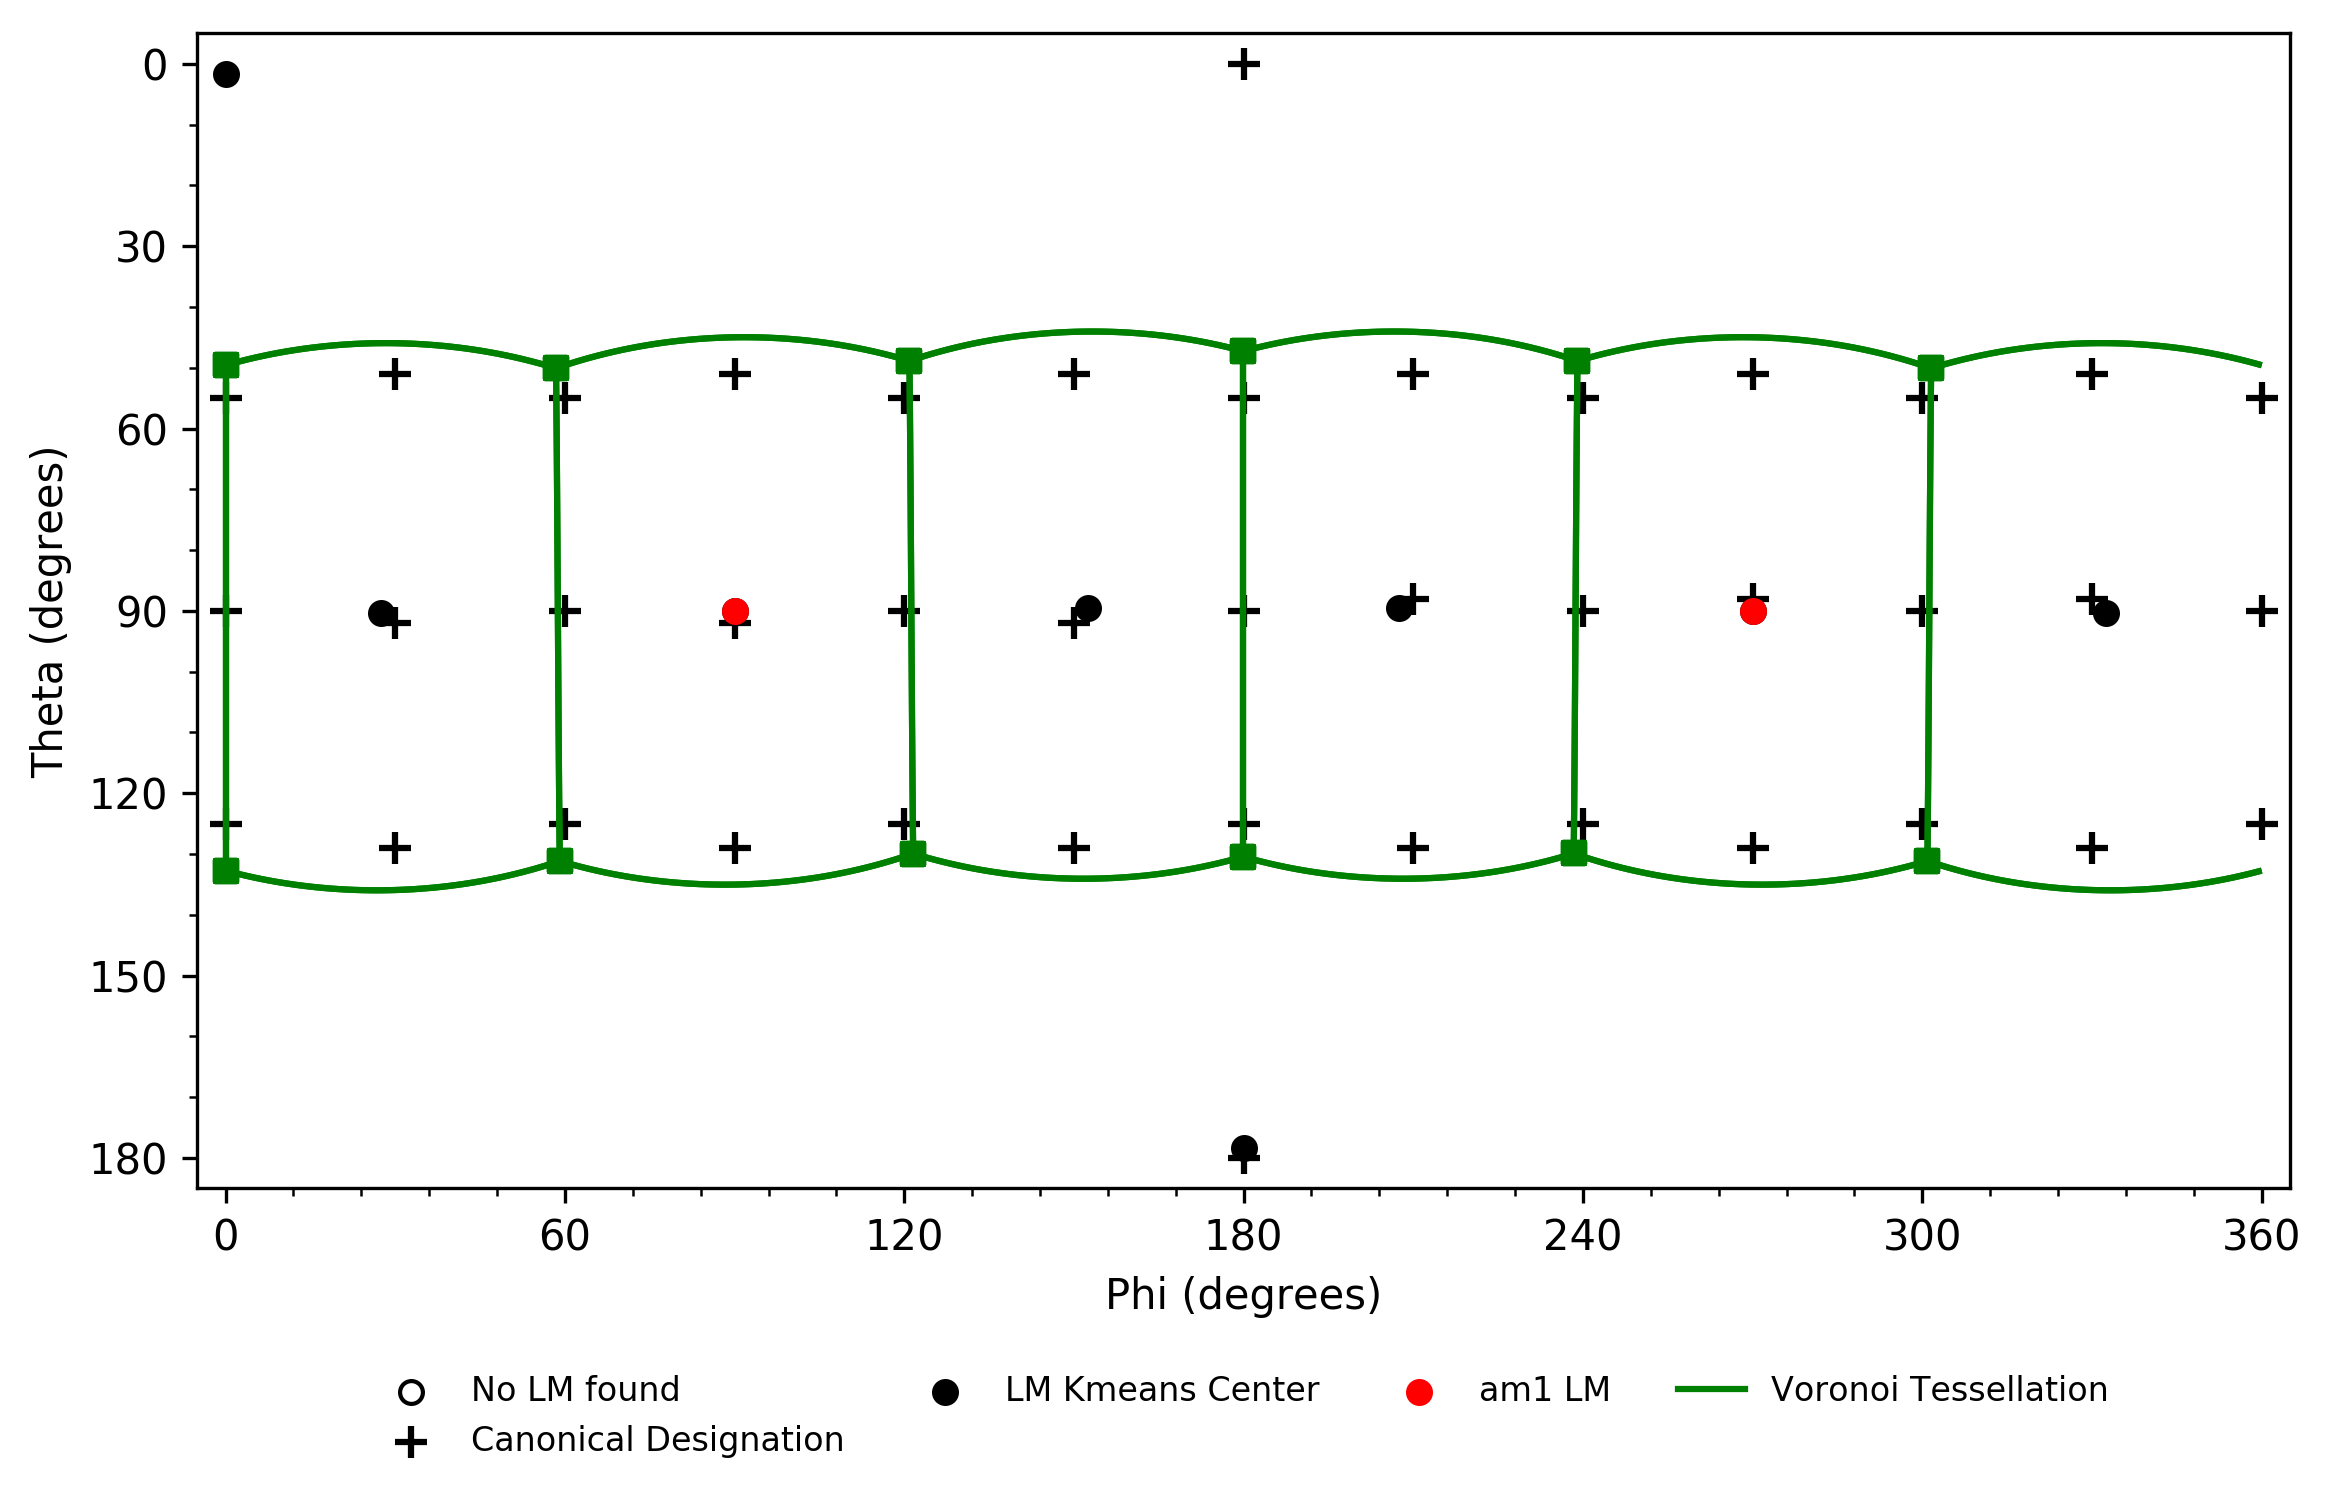 0
30
60
90
120
150
180
Theta (degrees)
0 60 120 180 240 300 360
Phi (degrees)
No LM found LM Kmeans Center am1 LM Voronoi Tessellation
Canonical Designation